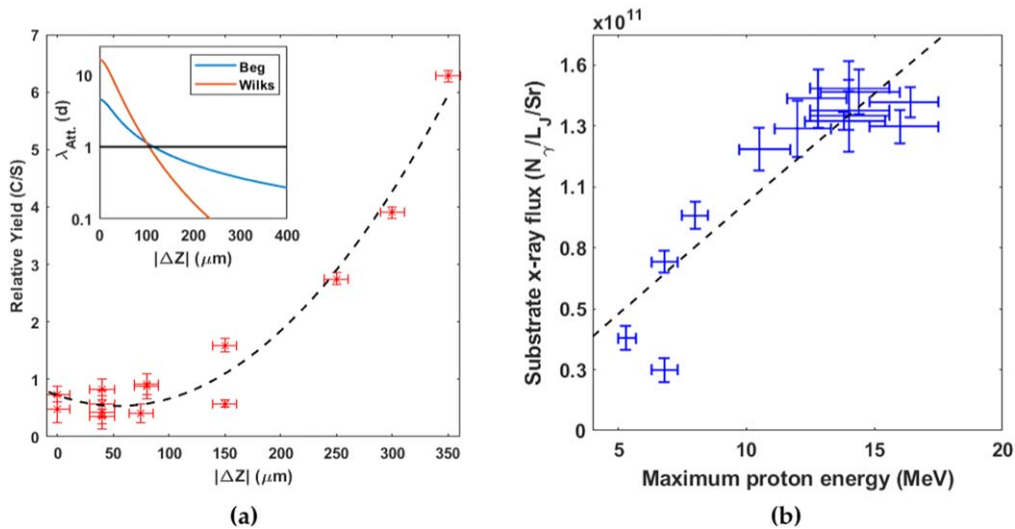 7
6
5
4
3
2
1
0
Relative Yield (C/S)
0 50 100 150 200 250 300 350
|ΔZ| (μm)
10
1
0.1
λAtt. (d)
0 100 200 300 400
|ΔZ| (μm)
Beg
Wilks
(a)
x10^11
1.6
1.3
1.1
0.8
0.5
0.3
0
Substrate x-ray flux (Nγ/LJ/Sr)
5 10 15 20
Maximum proton energy (MeV)
(b)